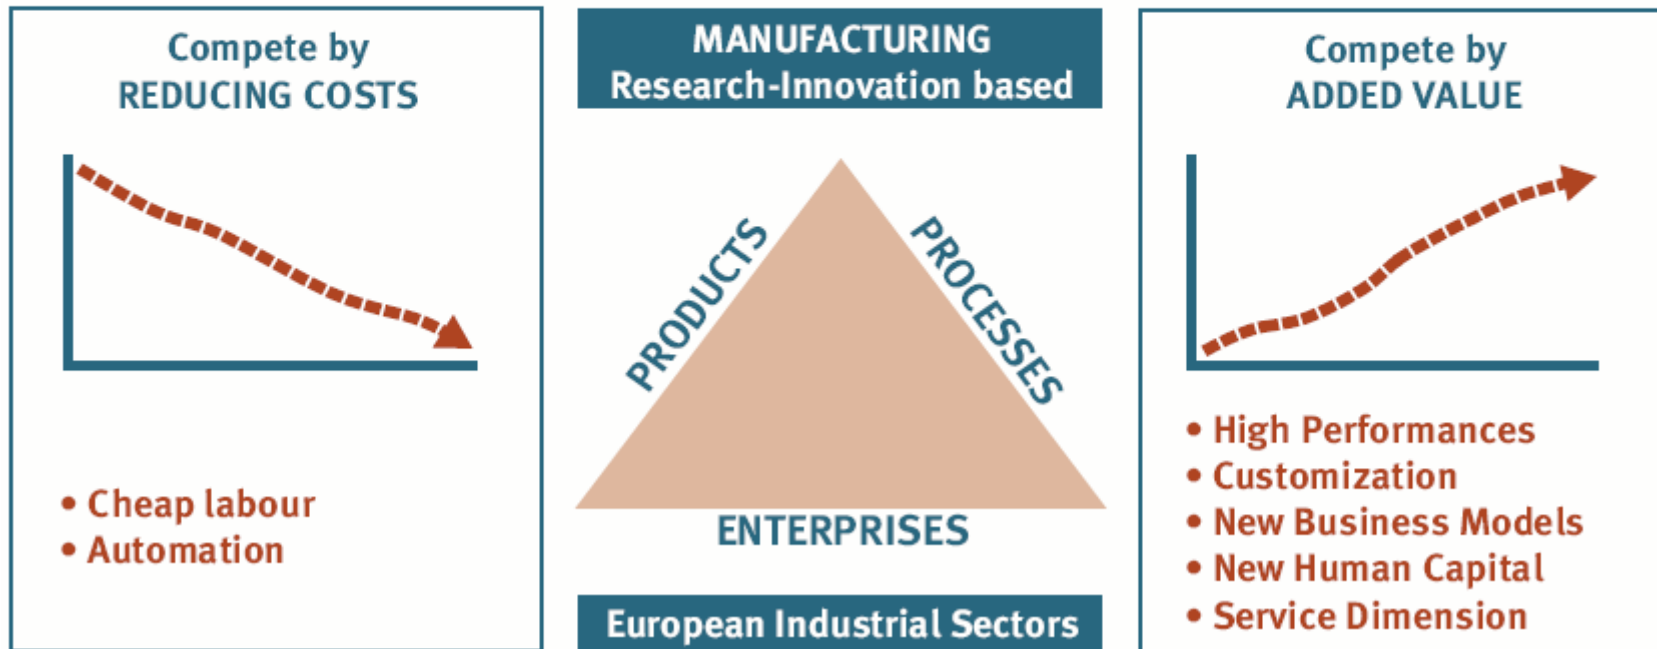 Compete by
REDUCING COSTS
• Cheap labour
• Automation
MANUFACTURING
Research-Innovation based
PRODUCTS
PROCESSES
ENTERPRISES
European Industrial Sectors
Compete by
ADDED VALUE
• High Performances
• Customization
• New Business Models
• New Human Capital
• Service Dimension